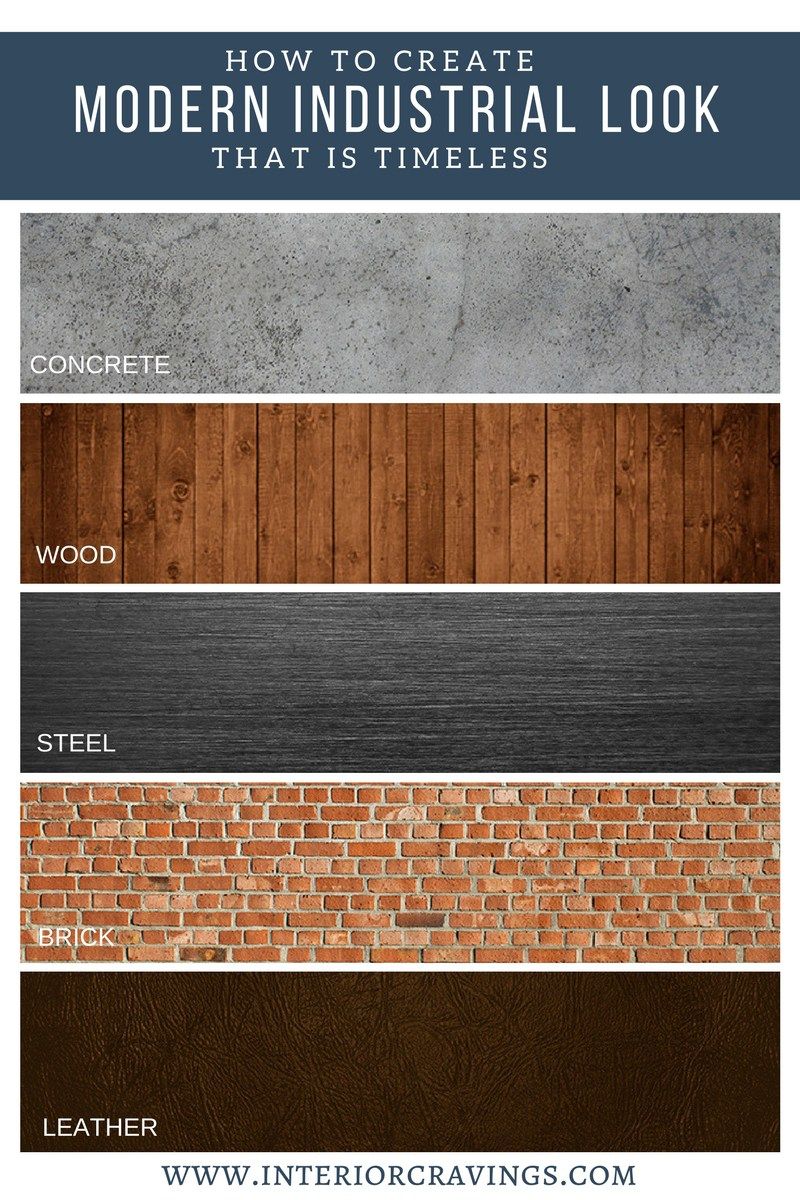 HOW TO CREATE
MODERN INDUSTRIAL LOOK
THAT IS TIMELESS
CONCRETE
WOOD
STEEL
BRICK
LEATHER
WWW.INTERIORCRAVINGS.COM